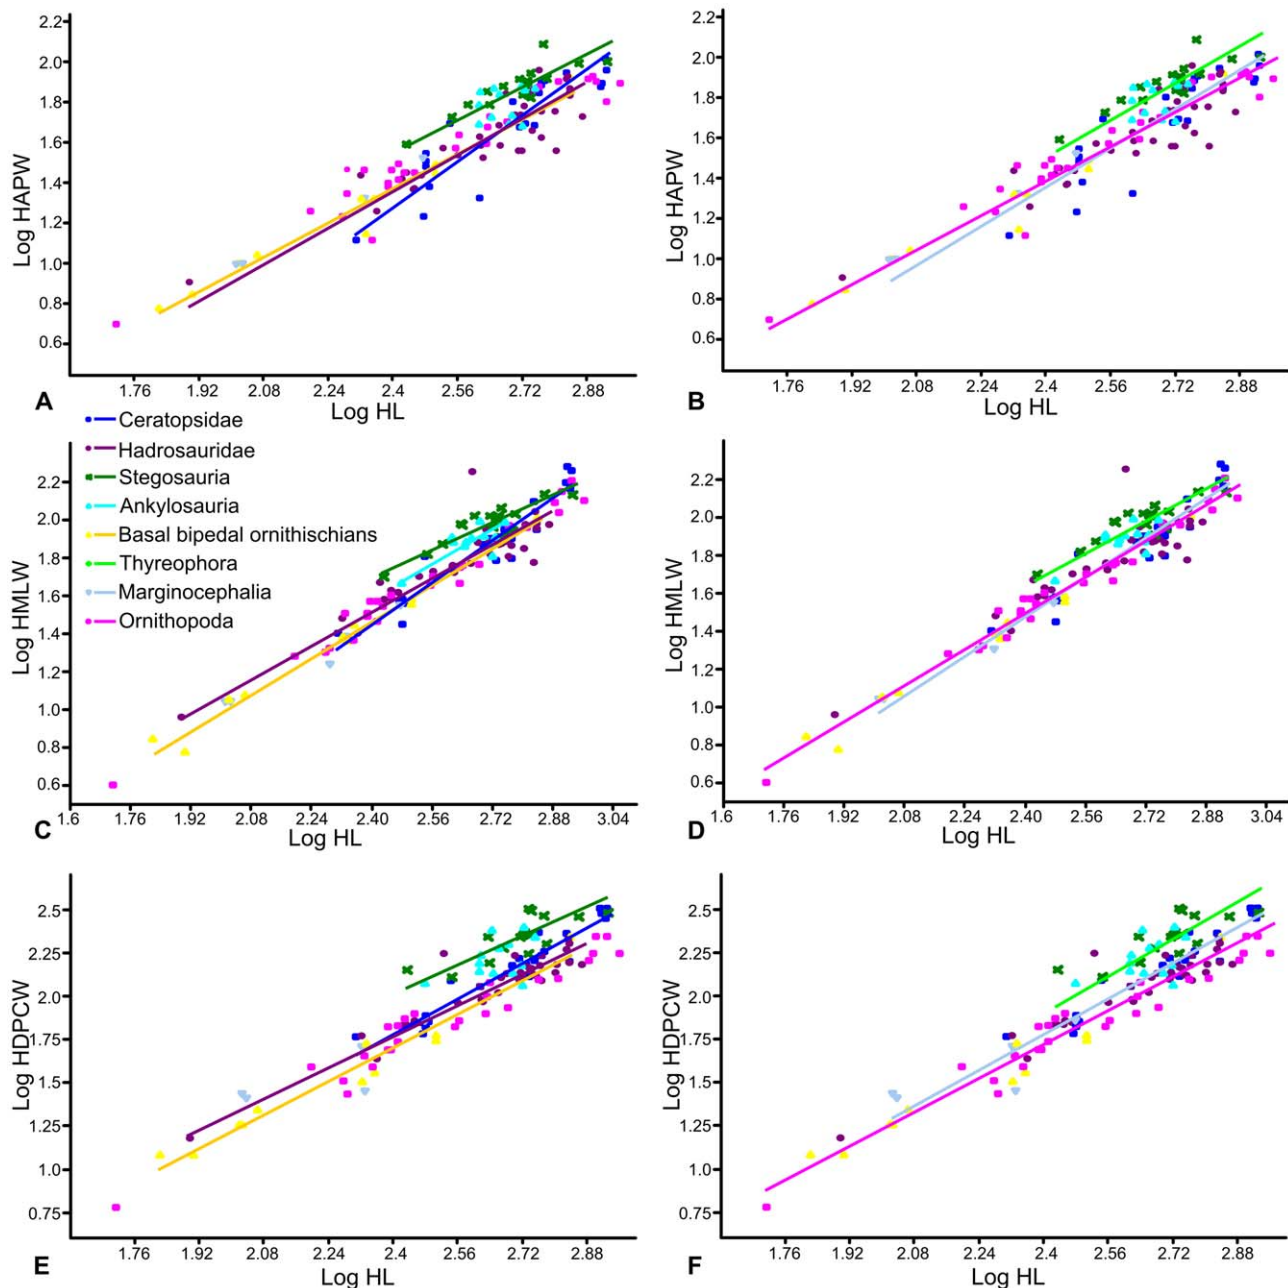 2.2
2.0
1.8
1.6
1.4
1.2
1.0
0.8
0.6
Log HAPW
1.76 1.92 2.08 2.24 2.4 2.56 2.72 2.88
A
Log HL
2.2
2.0
1.8
1.6
1.4
1.2
1.0
0.8
0.6
Log HAPW
1.76 1.92 2.08 2.24 2.4 2.56 2.72 2.88
B
Log HL
Ceratopsidae
Hadrosauridae
Stegosauria
Ankylosauria
Basal bipedal ornithischians
Thyreophora
Marginocephalia
Ornithopoda
2.2
2.0
1.8
1.6
1.4
1.2
1.0
0.8
0.6
Log HMLW
1.6 1.76 1.92 2.08 2.24 2.40 2.56 2.72 2.88 3.04
C
Log HL
2.2
2.0
1.8
1.6
1.4
1.2
1.0
0.8
0.6
Log HMLW
1.6 1.76 1.92 2.08 2.24 2.40 2.56 2.72 2.88 3.04
D
Log HL
2.5
2.25
2.0
1.75
1.5
1.25
1.0
0.75
Log HDPCW
1.76 1.92 2.08 2.24 2.4 2.56 2.72 2.88
E
Log HL
2.5
2.25
2.0
1.75
1.5
1.25
1.0
0.75
Log HDPCW
1.76 1.92 2.08 2.24 2.4 2.56 2.72 2.88
F
Log HL